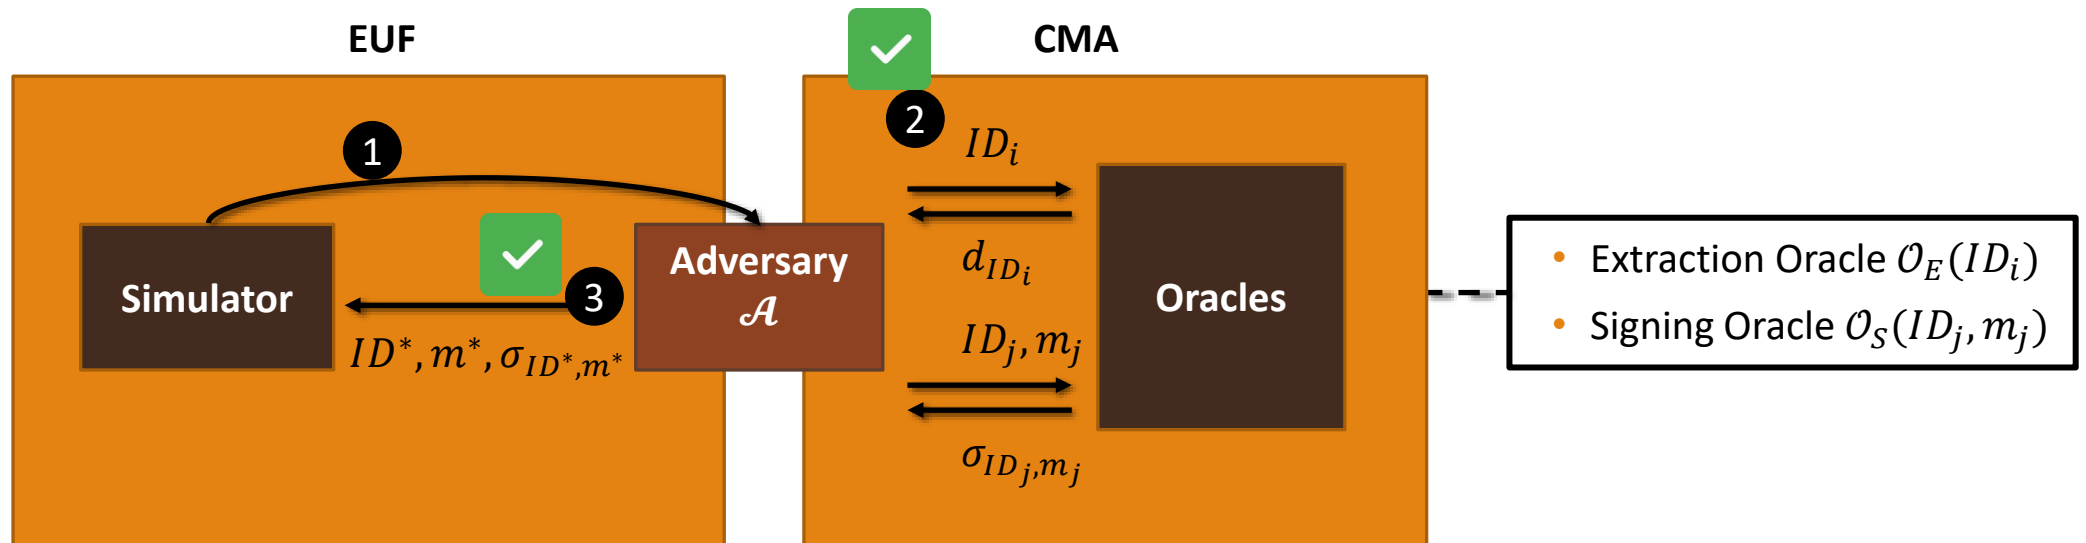 EUF
CMA
1
2
3
Simulator
Adversary
𝒜
ID*, m*, σ_{ID*,m*}
ID_i
d_{ID_i}
ID_j, m_j
σ_{ID_j,m_j}
Oracles
• Extraction Oracle 𝒪_E(ID_i)
• Signing Oracle 𝒪_S(ID_j, m_j)